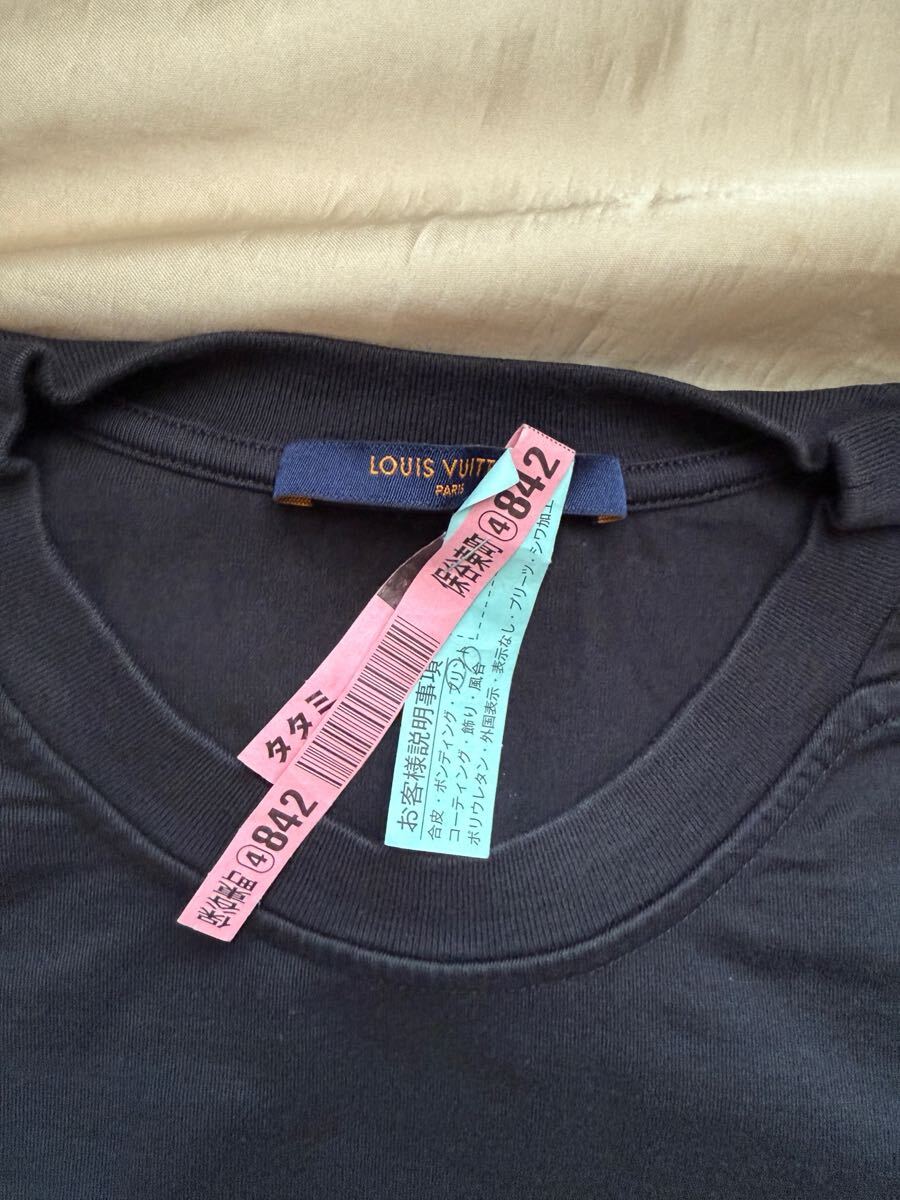 LOUIS VUITT
PARIS
④842
タタミ
④842
お客様説明事項
合皮・ボンディング・プリント
コーティング・飾り・風合
ポリウレタン・外国表示・表示なし・プリーツ・シワ加工